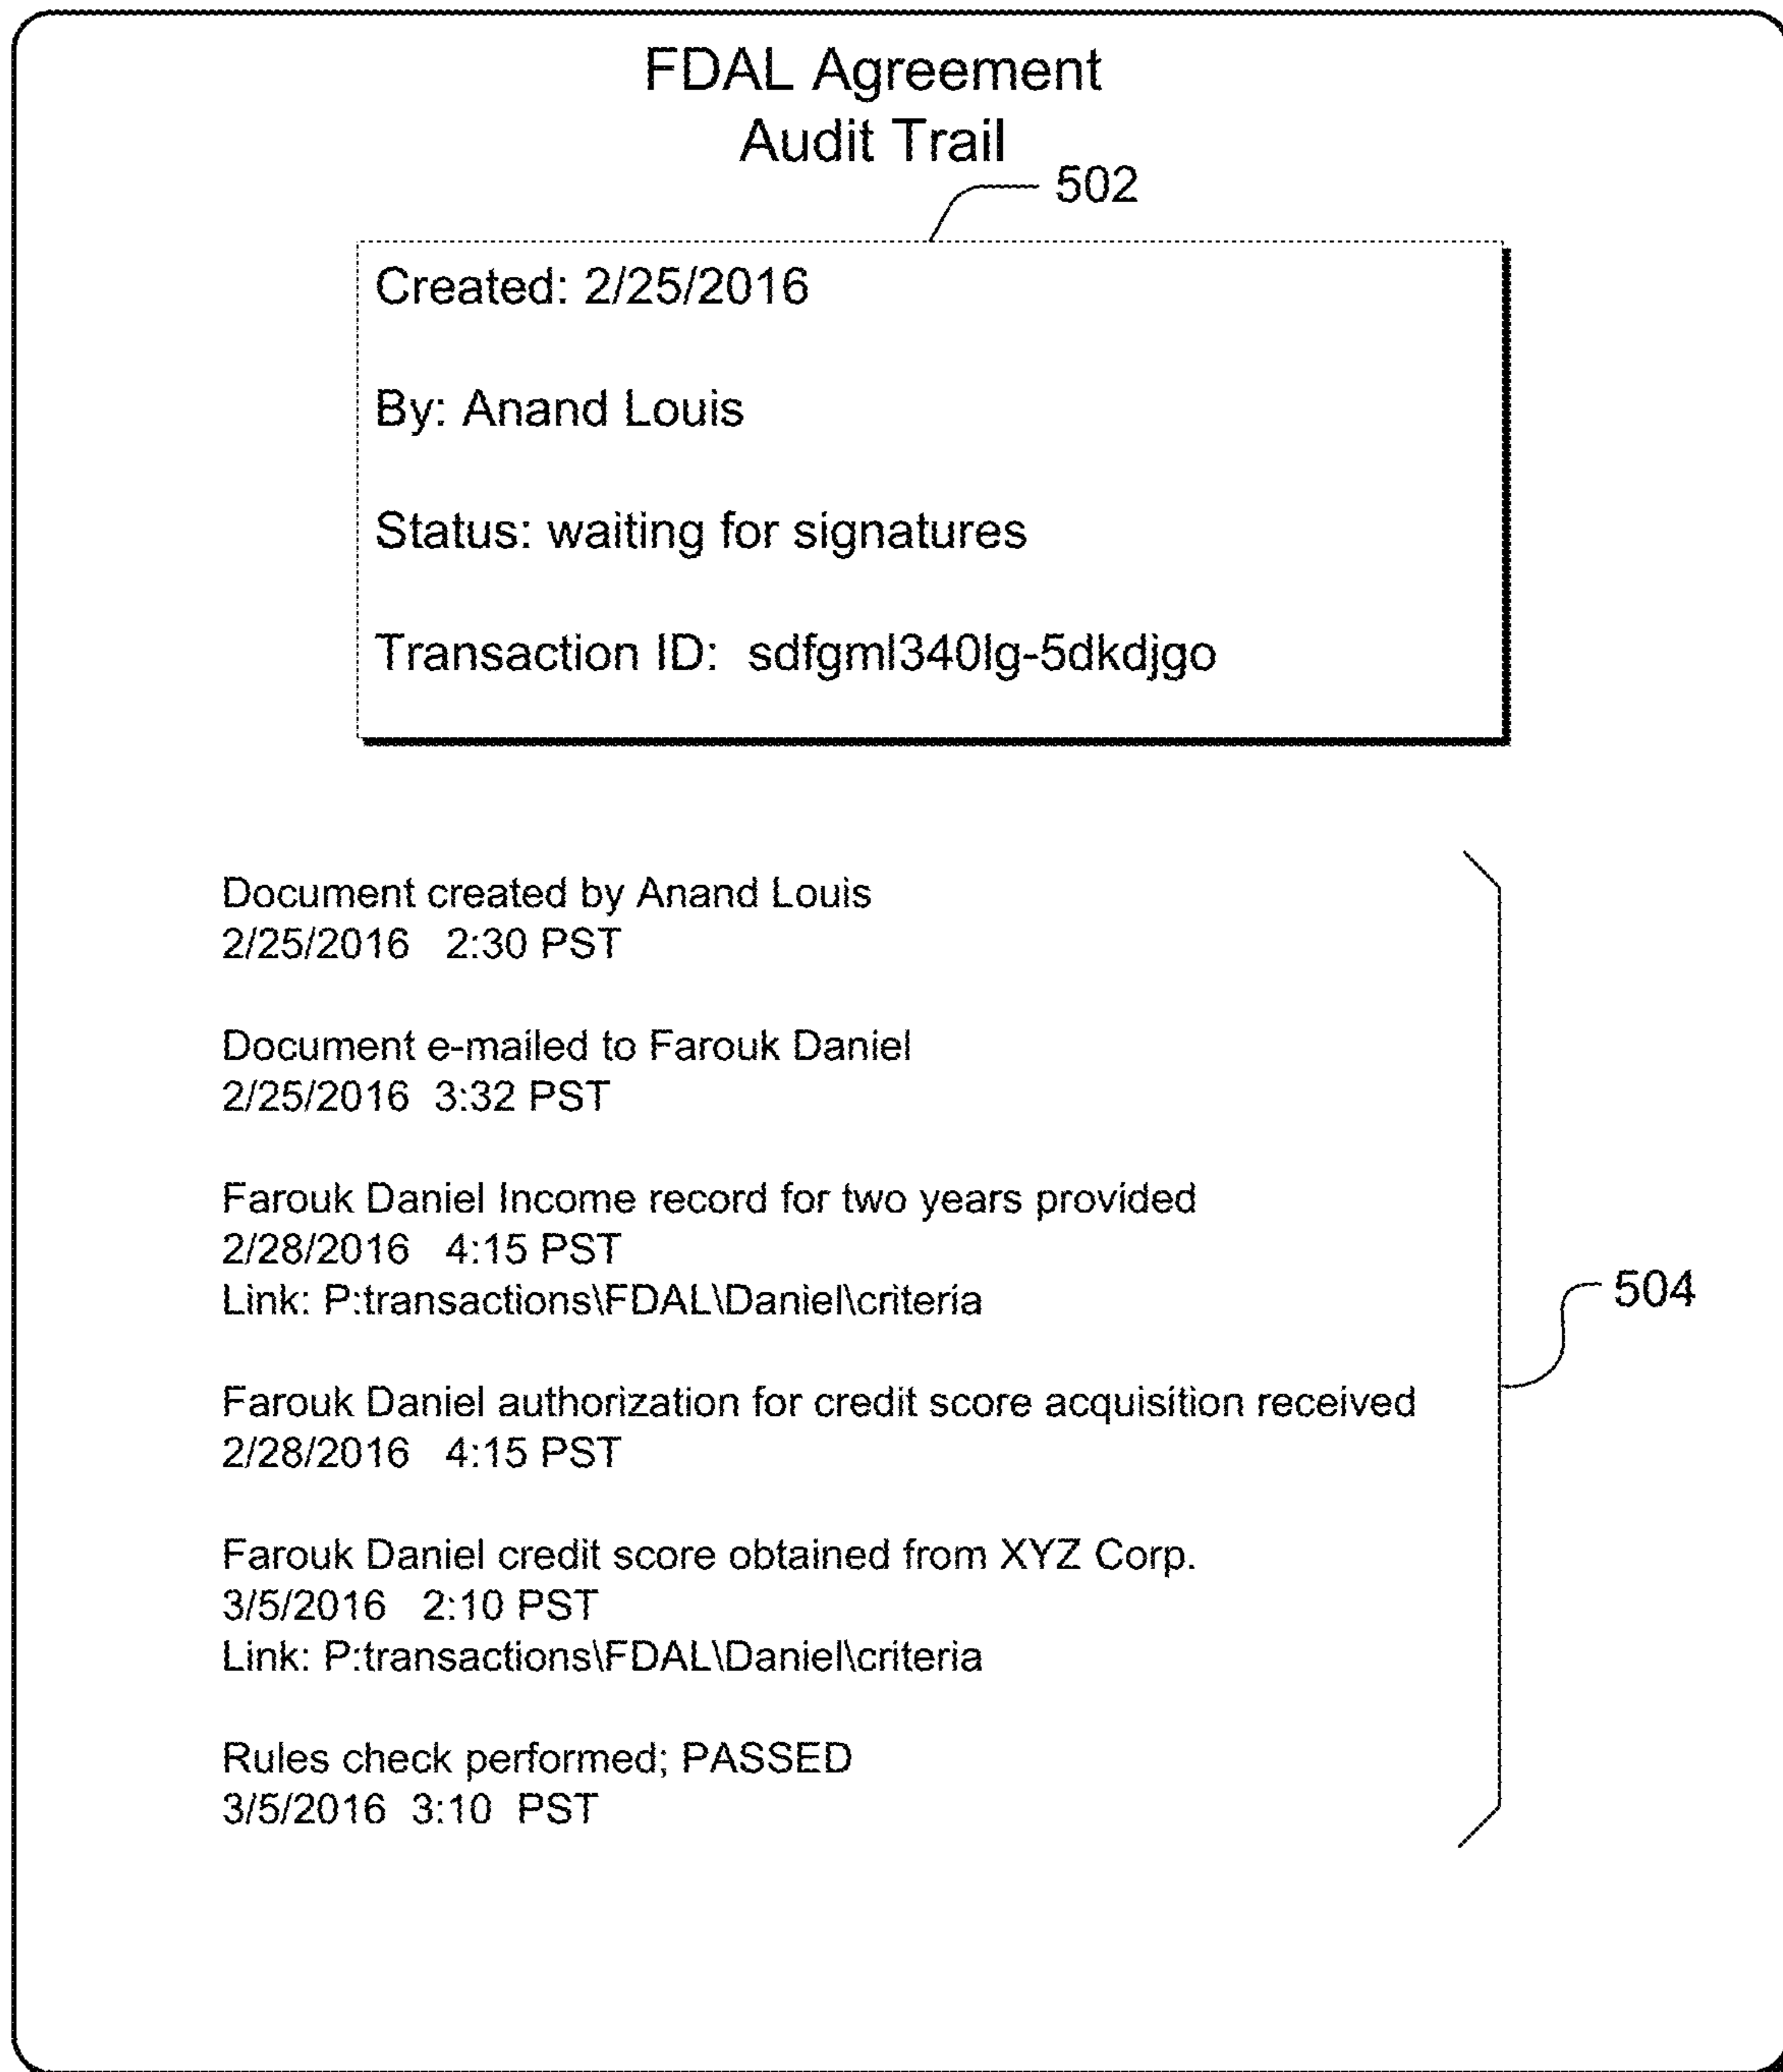 FDAL Agreement
Audit Trail
502
Created: 2/25/2016
By: Anand Louis
Status: waiting for signatures
Transaction ID: sdfgml340lg-5dkdjgo
Document created by Anand Louis
2/25/2016 2:30 PST
Document e-mailed to Farouk Daniel
2/25/2016 3:32 PST
Farouk Daniel Income record for two years provided
2/28/2016 4:15 PST
Link: P:transactions\FDAL\Daniel\criteria
504
Farouk Daniel authorization for credit score acquisition received
2/28/2016 4:15 PST
Farouk Daniel credit score obtained from XYZ Corp.
3/5/2016 2:10 PST
Link: P:transactions\FDAL\Daniel\criteria
Rules check performed; PASSED
3/5/2016 3:10 PST